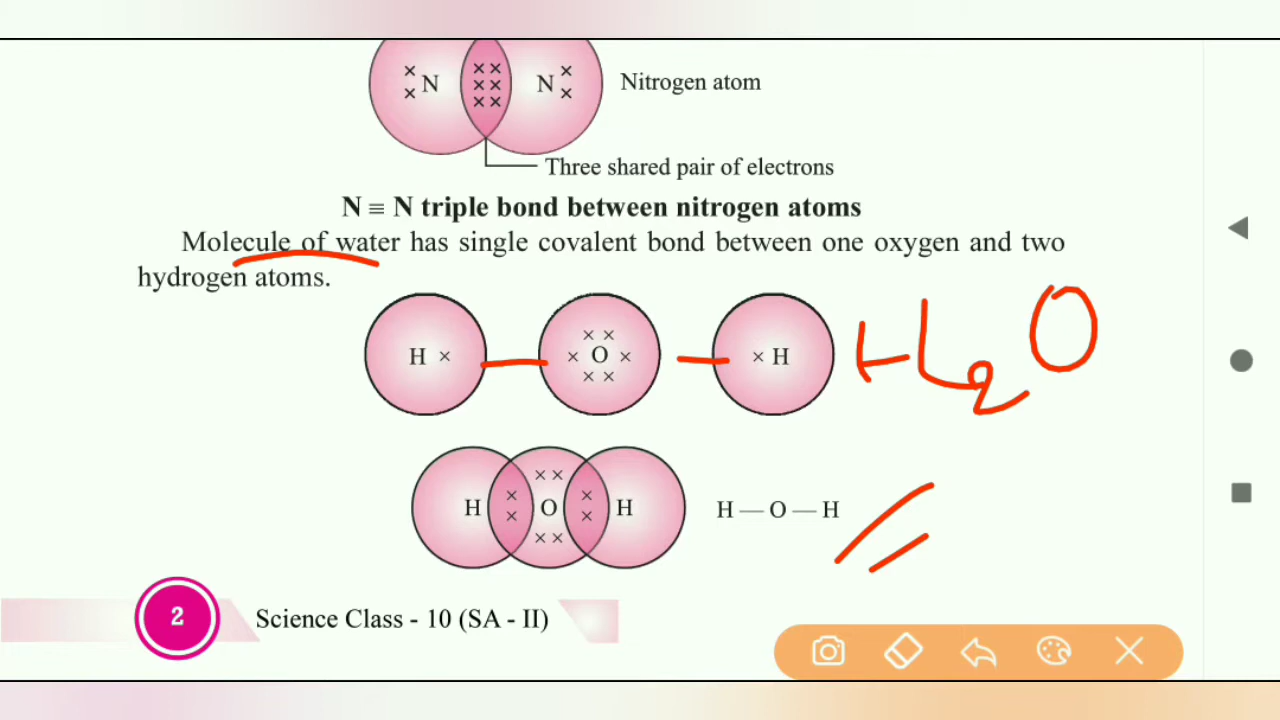 × N ×× N ×
× ×× ×
××
Nitrogen atom
Three shared pair of electrons
N ≡ N triple bond between nitrogen atoms
Molecule of water has single covalent bond between one oxygen and two
hydrogen atoms.
H ×
× ×
× O ×
× ×
× H
H2O
H × × × O × × × H
× ×
H — O — H
2
Science Class - 10 (SA - II)